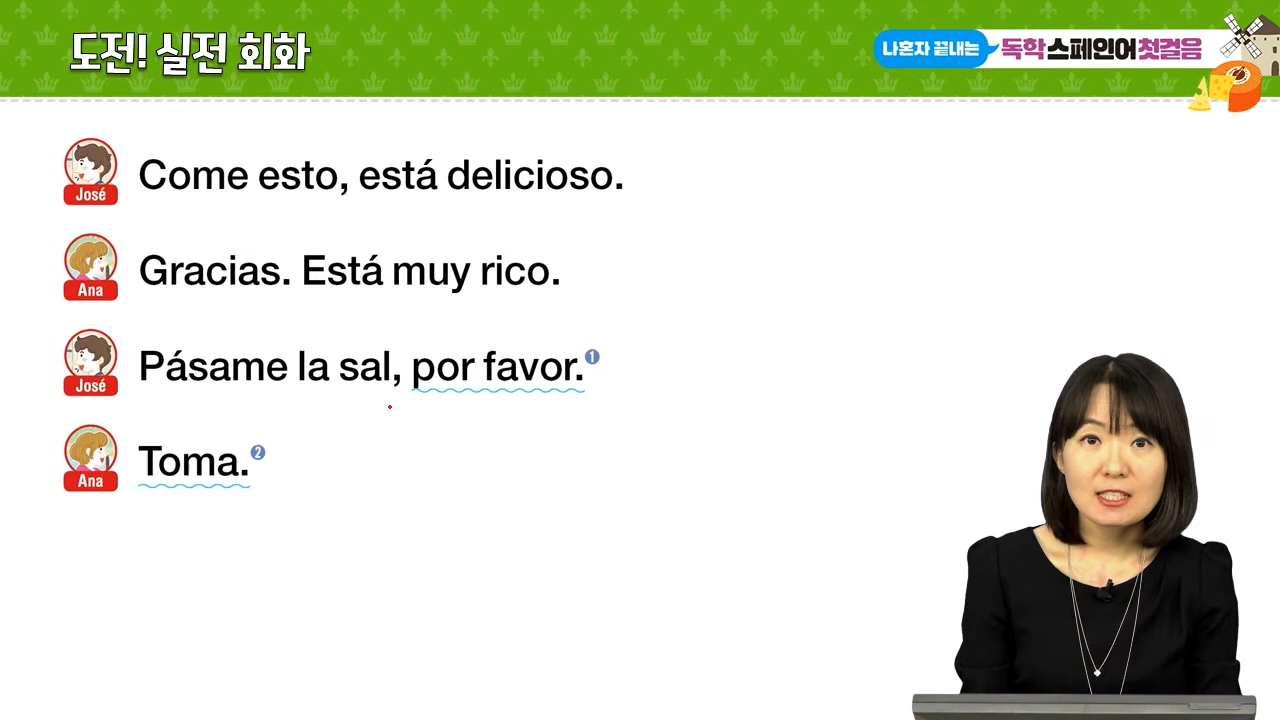 도전! 실전 회화
나혼자 끝내는 독학 스페인어 첫걸음
José
Come esto, está delicioso.
Ana
Gracias. Está muy rico.
José
Pásame la sal, por favor.❶
Ana
Toma.❷